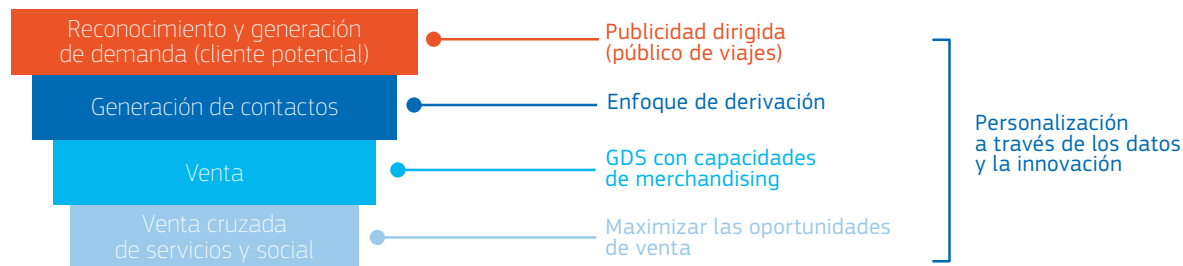 Reconocimiento y generación
de demanda (cliente potencial)
Publicidad dirigida
(público de viajes)
Generación de contactos
Enfoque de derivación
Venta
GDS con capacidades
de merchandising
Venta cruzada
de servicios y social
Maximizar las oportunidades
de venta
Personalización
a través de los datos
y la innovación